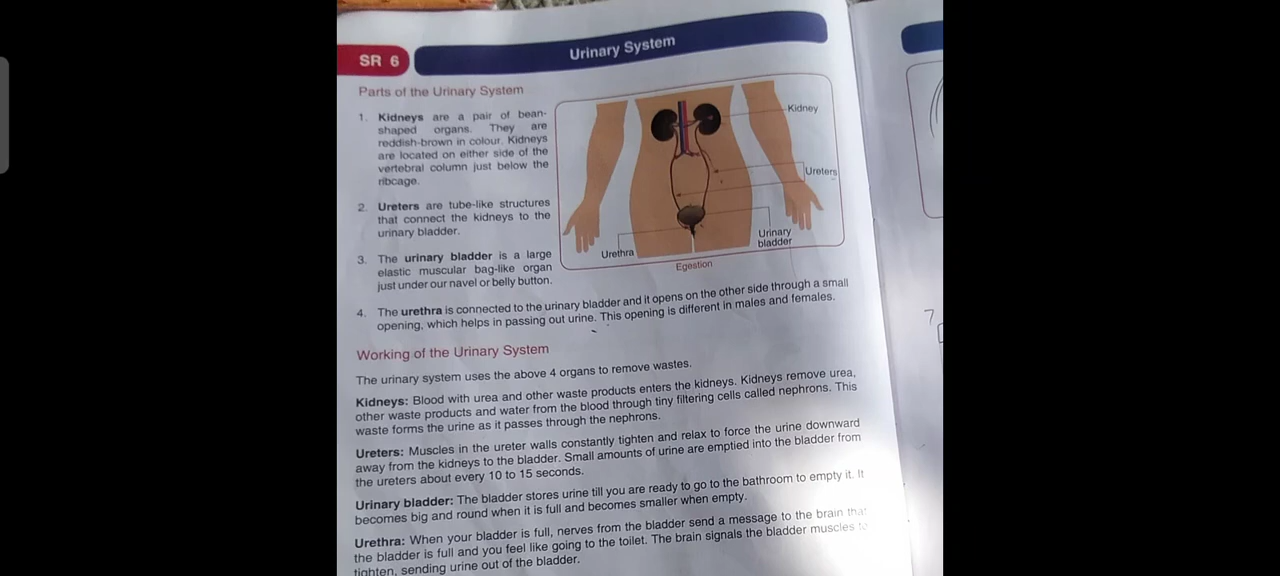 SR 6
Urinary System
Parts of the Urinary System
1. Kidneys are a pair of bean-
shaped organs. They are
reddish-brown in colour. Kidneys
are located on either side of the
vertebral column just below the
ribcage.
2. Ureters are tube-like structures
that connect the kidneys to the
urinary bladder.
3. The urinary bladder is a large
elastic muscular bag-like organ
just under our navel or belly button.
Kidney
Ureters
Urinary
bladder
Urethra
Egestion
4. The urethra is connected to the urinary bladder and it opens on the other side through a small
opening, which helps in passing out urine. This opening is different in males and females.
Working of the Urinary System
The urinary system uses the above 4 organs to remove wastes.
Kidneys: Blood with urea and other waste products enters the kidneys. Kidneys remove urea,
other waste products and water from the blood through tiny filtering cells called nephrons. This
waste forms the urine as it passes through the nephrons.
Ureters: Muscles in the ureter walls constantly tighten and relax to force the urine downward
away from the kidneys to the bladder. Small amounts of urine are emptied into the bladder from
the ureters about every 10 to 15 seconds.
Urinary bladder: The bladder stores urine till you are ready to go to the bathroom to empty it. It
becomes big and round when it is full and becomes smaller when empty.
Urethra: When your bladder is full, nerves from the bladder send a message to the brain that
the bladder is full and you feel like going to the toilet. The brain signals the bladder muscles to
tighten, sending urine out of the bladder.
7